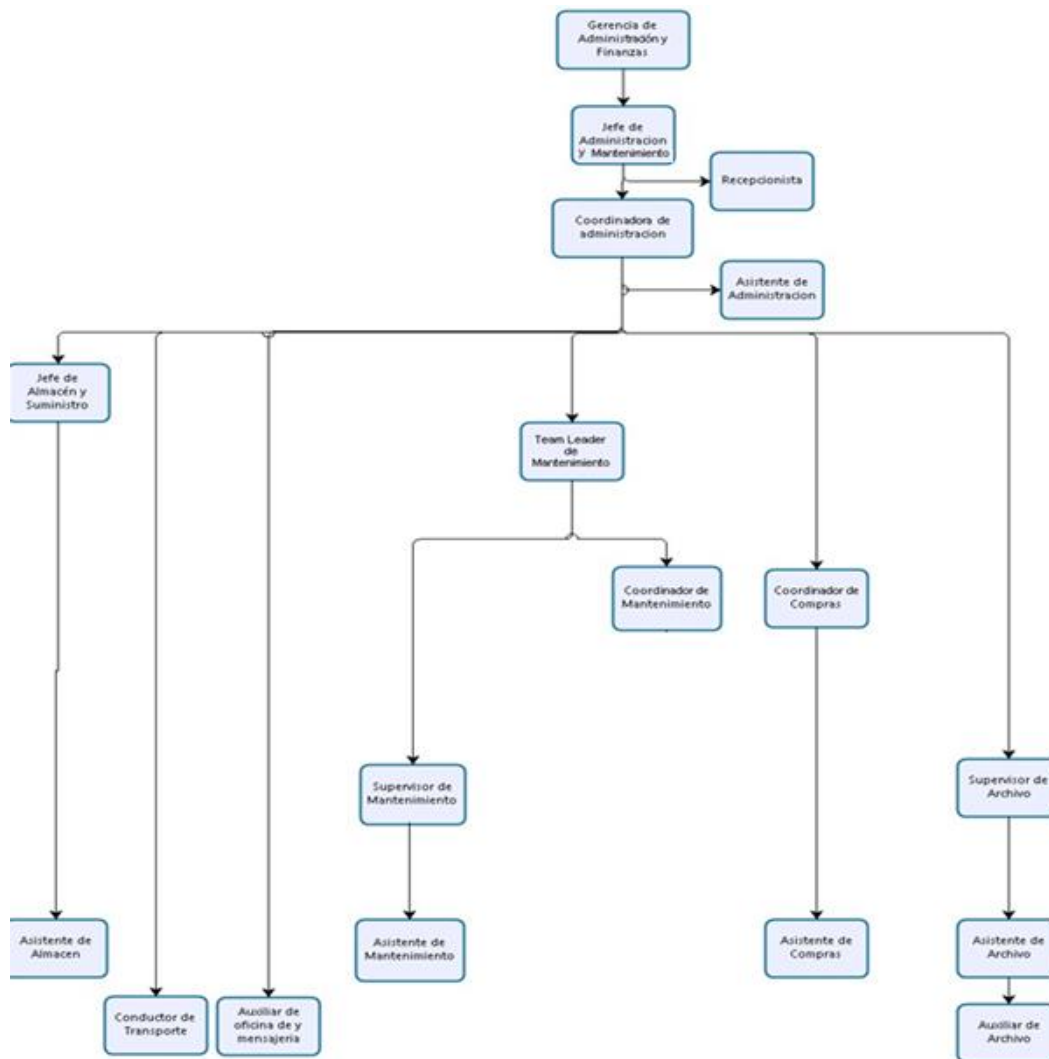 Gerencia de
Administración y
Finanzas
Jefe de
Administracion
y Mantenimiento
Recepcionista
Coordinadora de
administracion
Asistente de
Administracion
Jefe de
Almacén y
Suministro
Team Leader
de
Mantenimiento
Coordinador de
Mantenimiento
Coordinador de
Compras
Supervisor de
Mantenimiento
Supervisor de
Archivo
Asistente de
Almacen
Asistente de
Mantenimiento
Asistente de
Compras
Asistente de
Archivo
Conductor de
Transporte
Auxiliar de
oficina de y
mensajeria
Auxiliar de
Archivo